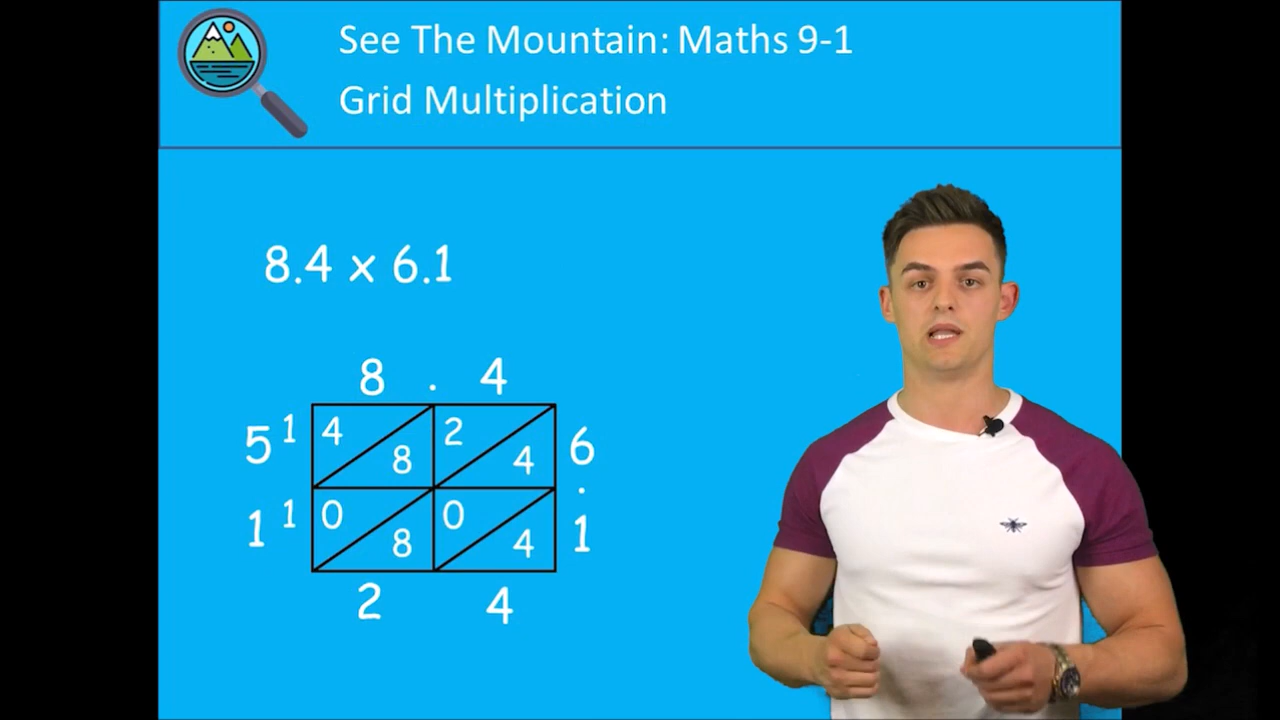 See The Mountain: Maths 9-1
Grid Multiplication
8.4 x 6.1
8 . 4
5 1 4 2 6
8 4
.
1 1 0 0 1
8 4
2 4